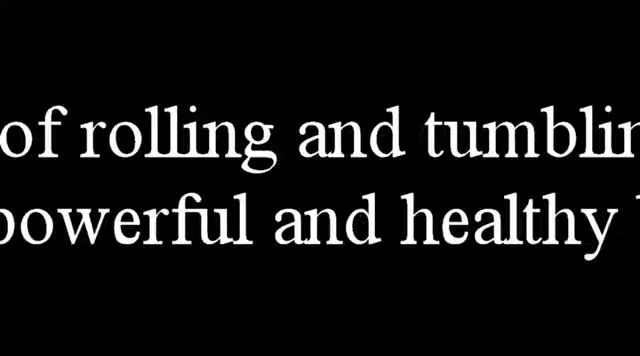 of rolling and tumblin
powerful and healthy